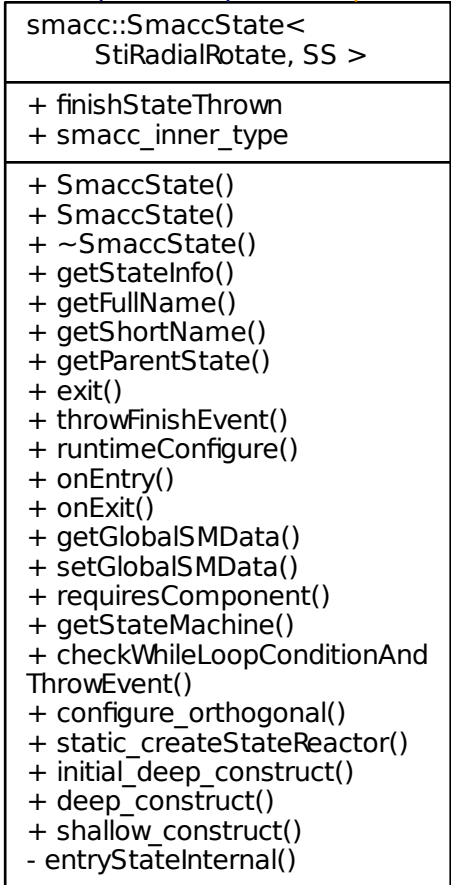 smacc::SmaccState<
StiRadialRotate, SS >
+ finishStateThrown
+ smacc_inner_type
+ SmaccState()
+ SmaccState()
+ ~SmaccState()
+ getStateInfo()
+ getFullName()
+ getShortName()
+ getParentState()
+ exit()
+ throwFinishEvent()
+ runtimeConfigure()
+ onEntry()
+ onExit()
+ getGlobalSMData()
+ setGlobalSMData()
+ requiresComponent()
+ getStateMachine()
+ checkWhileLoopConditionAnd
ThrowEvent()
+ configure_orthogonal()
+ static_createStateReactor()
+ initial_deep_construct()
+ deep_construct()
+ shallow_construct()
- entryStateInternal()